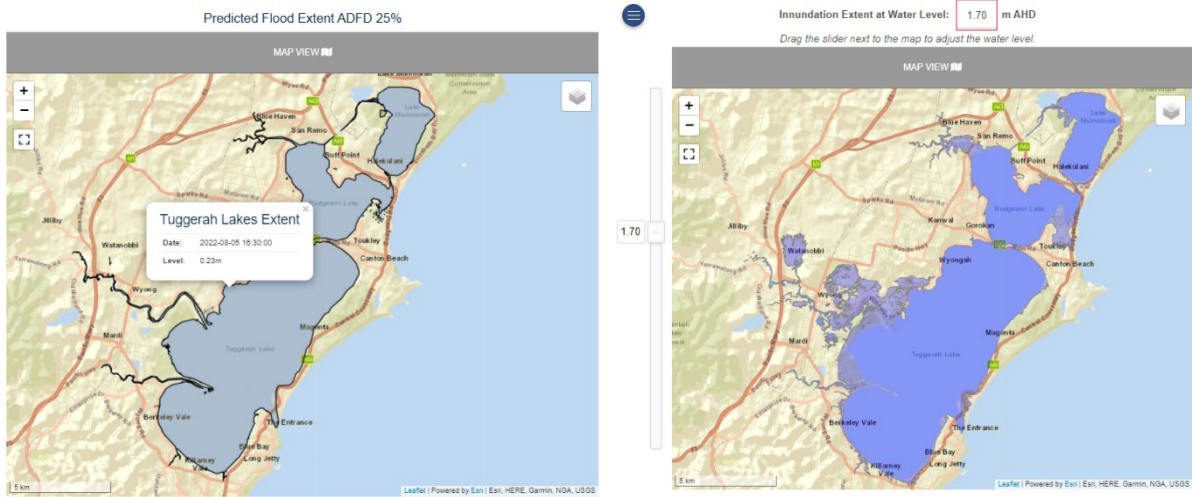 Predicted Flood Extent ADFD 25%
MAP VIEW
+
−
Lake Munmorah
Blue Haven
San Remo
Buff Point
Halekulani
Budgewoi Lake
Jilliby
Watanobbi
Tuggerah Lakes Extent
×
Date: 2022-08-05 16:30:00
Level: 0.23m
Toukley
Canton Beach
Wyong
Mardi
Magenta
Tuggerah Lake
Berkeley Vale
The Entrance
Blue Bay
Long Jetty
Killarney Vale
5 km
Leaflet | Powered by Esri | Esri, HERE, Garmin, NGA, USGS
Innundation Extent at Water Level: 1.70 m AHD
Drag the slider next to the map to adjust the water level.
MAP VIEW
+
−
1.70
Lake Munmorah
Blue Haven
San Remo
Buff Point
Halekulani
Budgewoi Lake
Jilliby
Kanwal
Gorokan
Watanobbi
Toukley
Canton Beach
Wyongah
Wyong
Mardi
Magenta
Tuggerah Lake
Berkeley Vale
The Entrance
Blue Bay
Long Jetty
Killarney Vale
5 km
Leaflet | Powered by Esri | Esri, HERE, Garmin, NGA, USGS